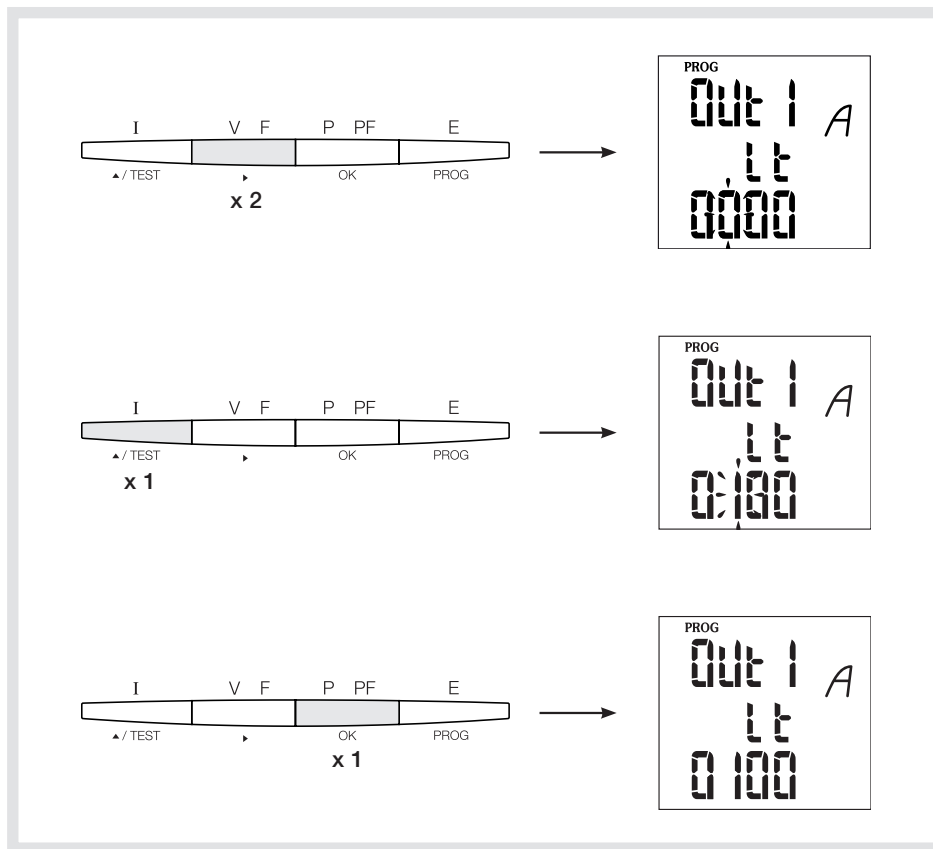 PROG
OUt 1 A
Lt
0000
I V F P PF E
▲ / TEST ▶ OK PROG
x 2
PROG
OUt 1 A
Lt
0100
I V F P PF E
▲ / TEST ▶ OK PROG
x 1
PROG
OUt 1 A
Lt
0100
I V F P PF E
▲ / TEST ▶ OK PROG
x 1